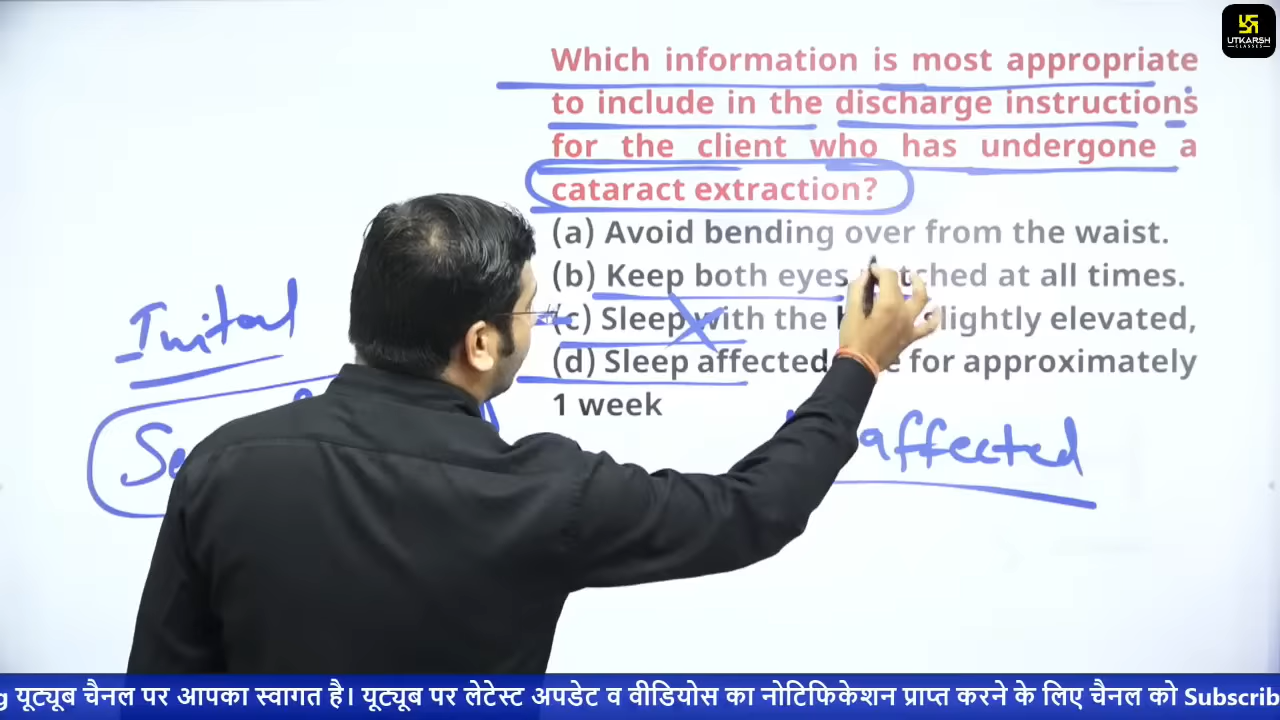 UTKARSH
CLASSES
Which information is most appropriate
to include in the discharge instructions
for the client who has undergone a
cataract extraction?
(a) Avoid bending over from the waist.
(b) Keep both eyes at all times.
(c) Sleep with the slightly elevated,
(d) Sleep affected for approximately
1 week
Initial
affected
यूट्यूब चैनल पर आपका स्वागत है। यूट्यूब पर लेटेस्ट अपडेट व वीडियोस का नोटिफिकेशन प्राप्त करने के लिए चैनल को Subscrib